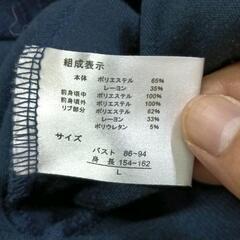 組成表示
本体 ポリエステル 65%
レーヨン 35%
前身頃中 ポリエステル 100%
前身頃外 ポリエステル 100%
リブ部分 ポリエステル 62%
レーヨン 33%
ポリウレタン 5%
サイズ
バスト 86-94
身長 154-162
L